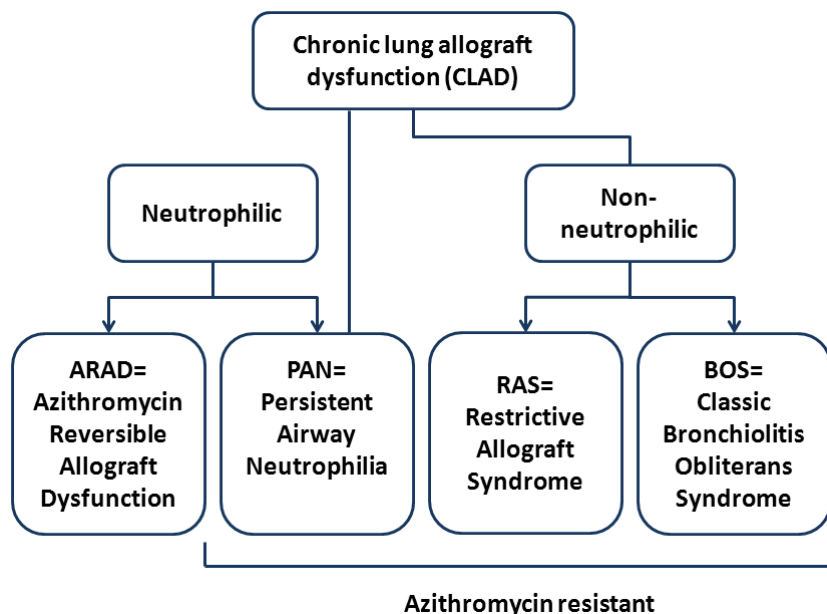 Chronic lung allograft
dysfunction (CLAD)
Neutrophilic
Non-
neutrophilic
ARAD=
Azithromycin
Reversible
Allograft
Dysfunction
PAN=
Persistent
Airway
Neutrophilia
RAS=
Restrictive
Allograft
Syndrome
BOS=
Classic
Bronchiolitis
Obliterans
Syndrome
Azithromycin resistant